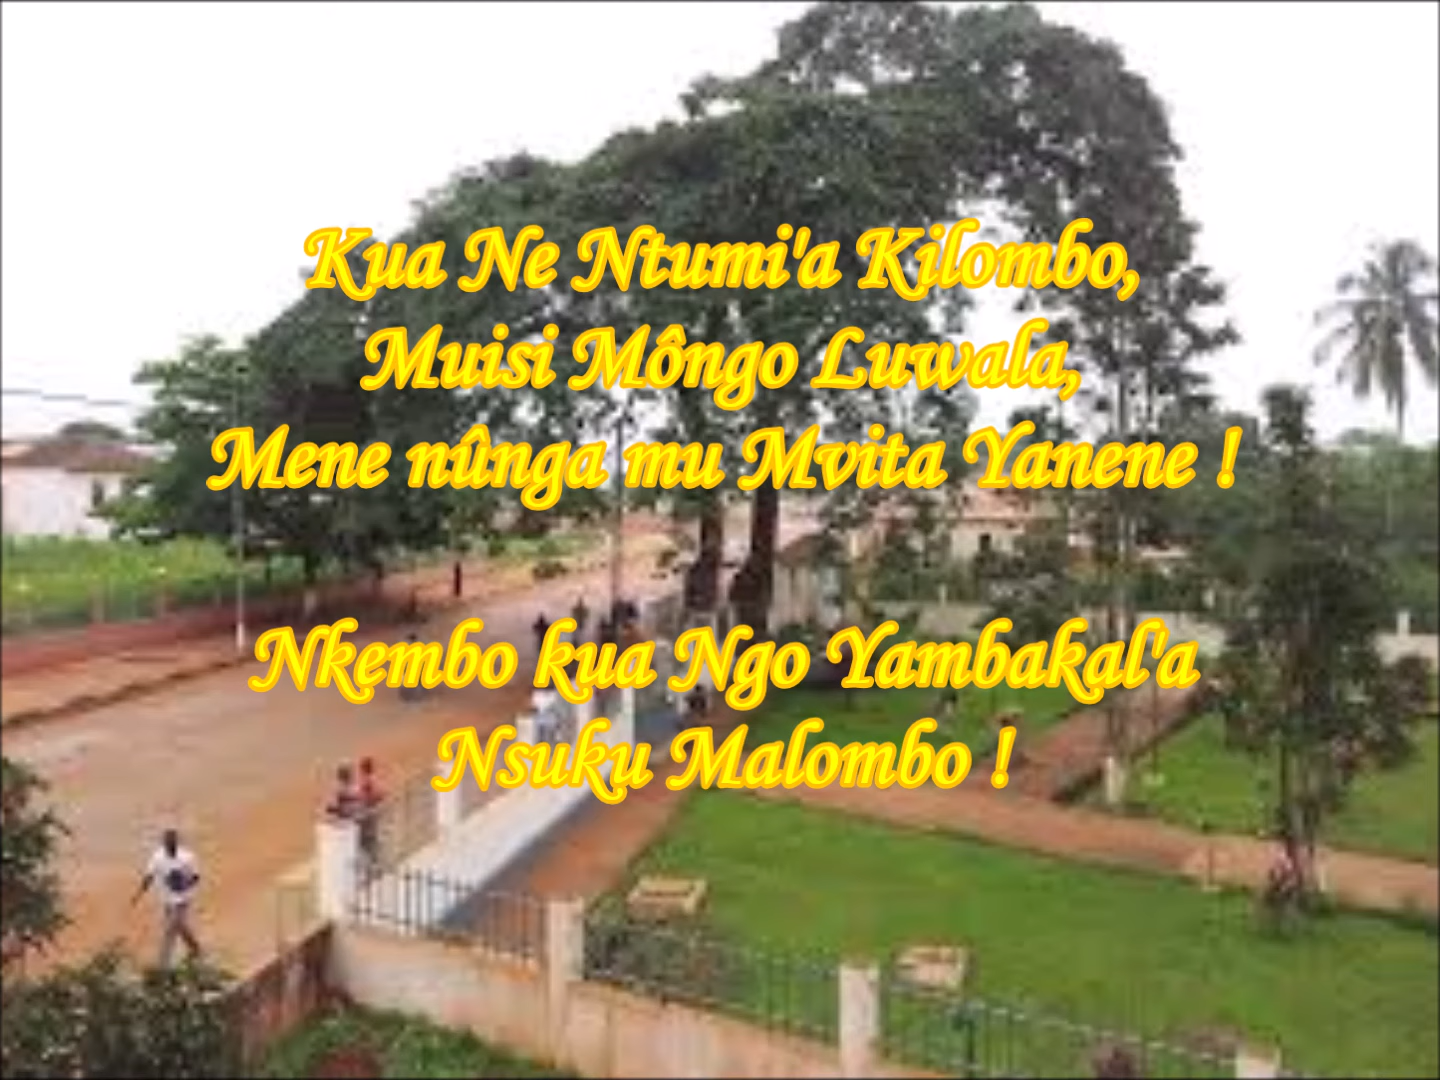 Kua Ne Ntumi'a Kilombo,
Muisi Môngo Luwala,
Mene nûnga mu Mvita Yanene !
Nkembo kua Ngo Yambakal'a
Nsuku Malombo !